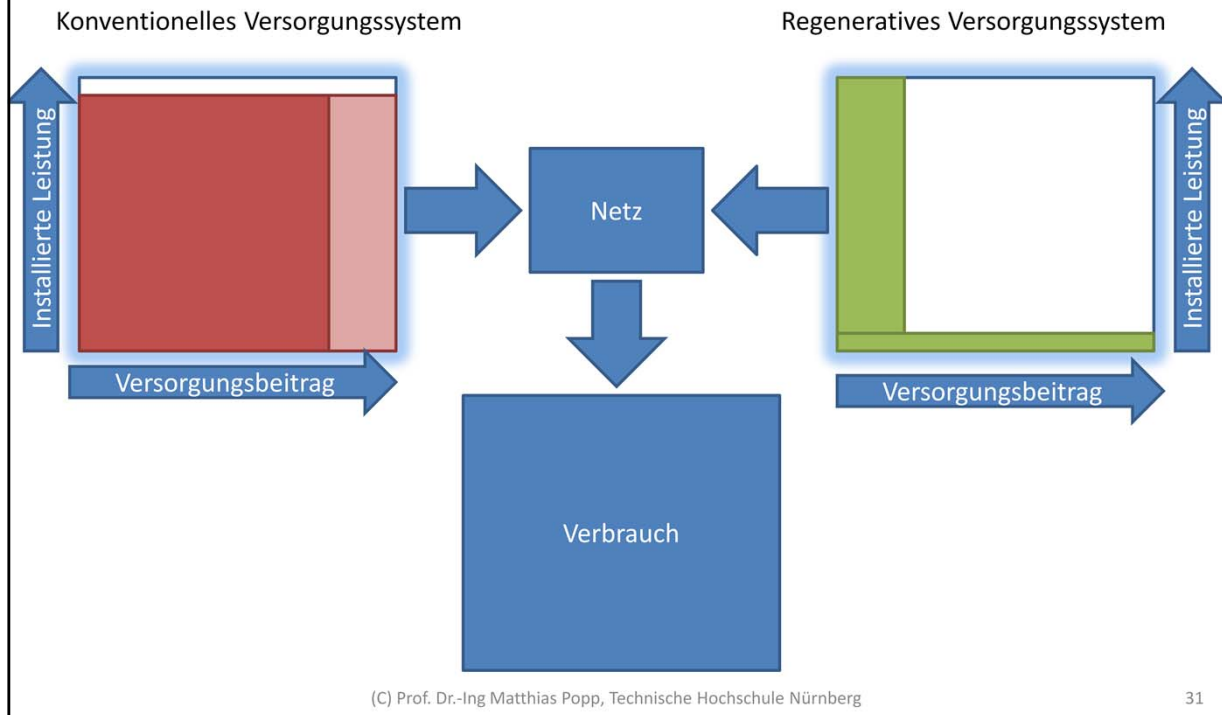 Konventionelles Versorgungssystem
Regeneratives Versorgungssystem
Installierte Leistung
Versorgungsbeitrag
Netz
Installierte Leistung
Versorgungsbeitrag
Verbrauch
(C) Prof. Dr.-Ing Matthias Popp, Technische Hochschule Nürnberg
31